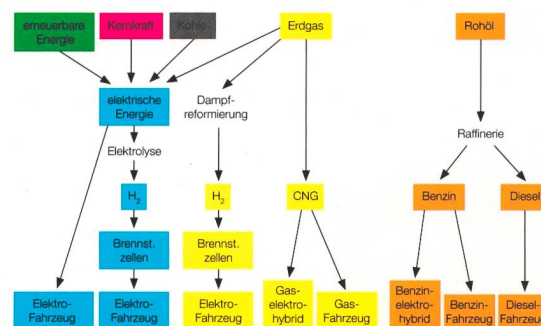 erneuerbare
Energie
Kernkraft
Kohle
Erdgas
Rohöl
elektrische
Energie
Dampf-
reformierung
Elektrolyse
Raffinerie
H₂
H₂
CNG
Benzin
Diesel
Brennst.
zellen
Brennst.
zellen
Elektro-
Fahrzeug
Elektro-
Fahrzeug
Elektro-
Fahrzeug
Gas-
elektro-
hybrid
Gas-
Fahrzeug
Benzin-
elektro-
hybrid
Benzin-
Fahrzeug
Diesel-
Fahrzeug